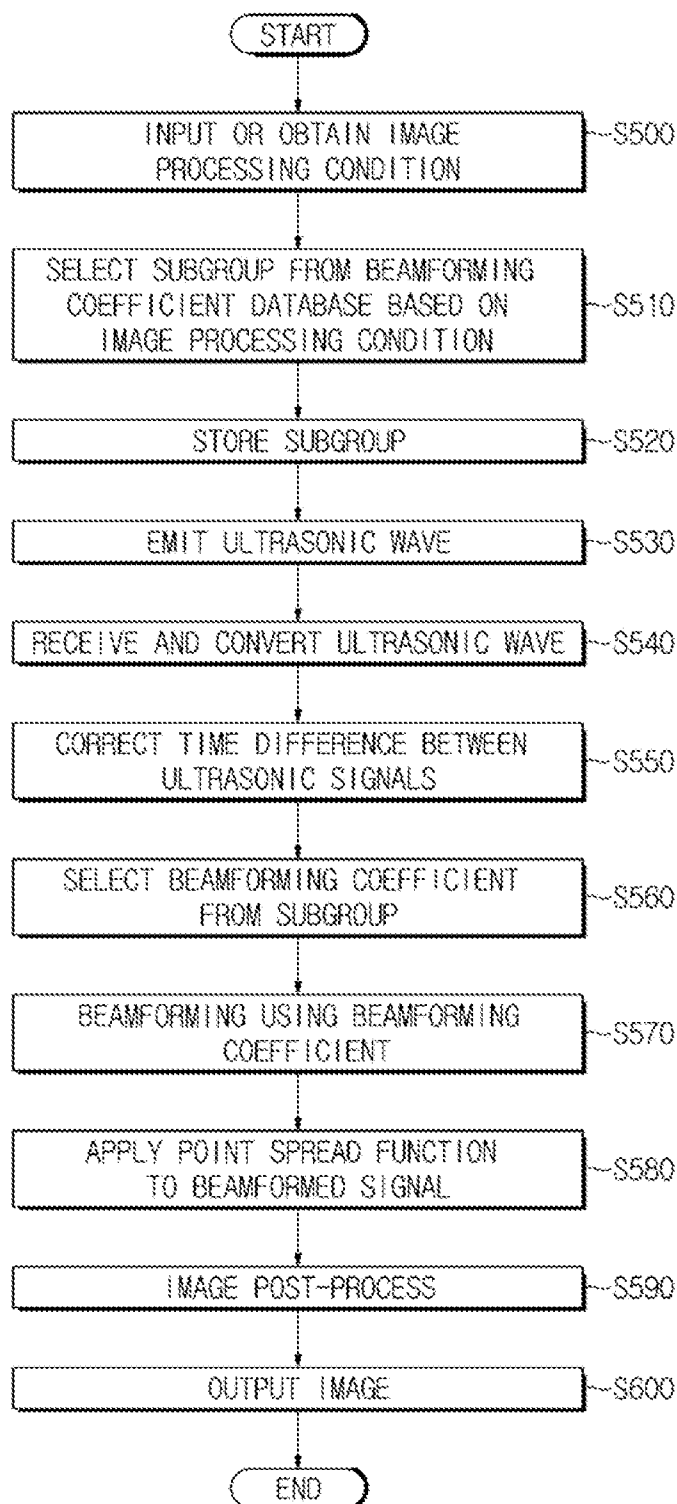 START
INPUT OR OBTAIN IMAGE
PROCESSING CONDITION
S500
SELECT SUBGROUP FROM BEAMFORMING
COEFFICIENT DATABASE BASED ON
IMAGE PROCESSING CONDITION
S510
STORE SUBGROUP
S520
EMIT ULTRASONIC WAVE
S530
RECEIVE AND CONVERT ULTRASONIC WAVE
S540
CORRECT TIME DIFFERENCE BETWEEN
ULTRASONIC SIGNALS
S550
SELECT BEAMFORMING COEFFICIENT
FROM SUBGROUP
S560
BEAMFORMING USING BEAMFORMING
COEFFICIENT
S570
APPLY POINT SPREAD FUNCTION
TO BEAMFORMED SIGNAL
S580
IMAGE POST-PROCESS
S590
OUTPUT IMAGE
S600
END